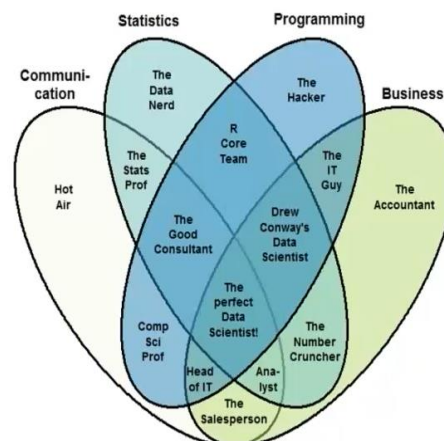 Statistics
Programming
Communi-
cation
Business
The
Data
Nerd
The
Hacker
R
Core
Team
The
Stats
Prof
The
IT
Guy
Hot
Air
The
Accountant
The
Good
Consultant
Drew
Conway's
Data
Scientist
The
perfect
Data
Scientist!
Comp
Sci
Prof
The
Number
Cruncher
Head
of IT
Ana-
lyst
The
Salesperson